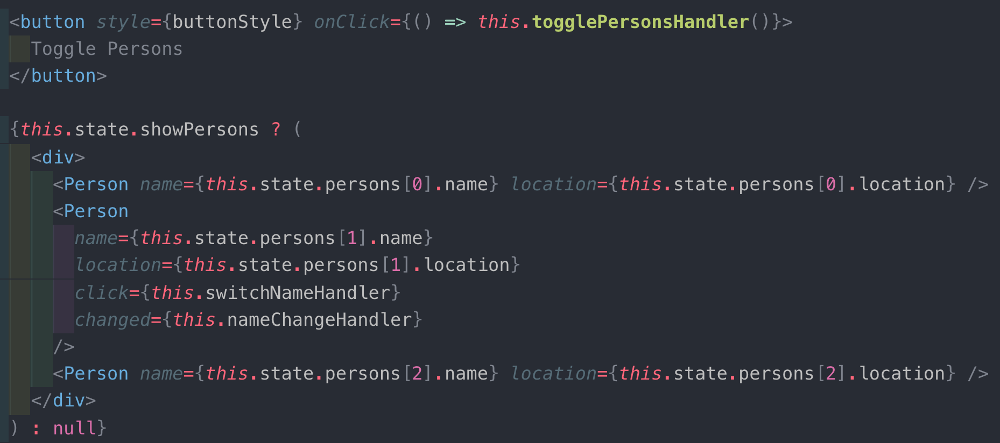 <button style={buttonStyle} onClick={() => this.togglePersonsHandler()}>
  Toggle Persons
</button>

{this.state.showPersons ? (
  <div>
    <Person name={this.state.persons[0].name} location={this.state.persons[0].location} />
    <Person
      name={this.state.persons[1].name}
      location={this.state.persons[1].location}
      click={this.switchNameHandler}
      changed={this.nameChangeHandler}
    />
    <Person name={this.state.persons[2].name} location={this.state.persons[2].location} />
  </div>
) : null}